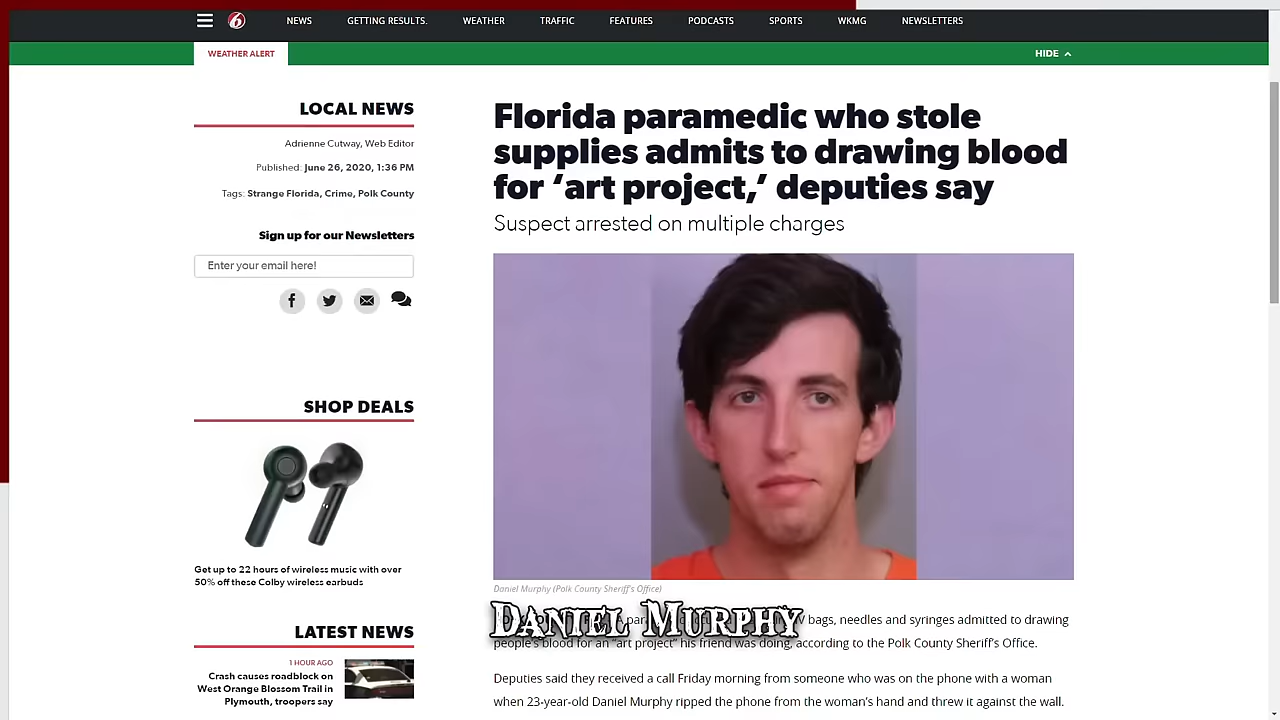 NEWS GETTING RESULTS. WEATHER TRAFFIC FEATURES PODCASTS SPORTS WKMG NEWSLETTERS
WEATHER ALERT
HIDE
LOCAL NEWS
Adrienne Cutway, Web Editor
Published: June 26, 2020, 1:36 PM
Tags: Strange Florida, Crime, Polk County
Sign up for our Newsletters
Enter your email here!
SHOP DEALS
Get up to 22 hours of wireless music with over
50% off these Colby wireless earbuds
LATEST NEWS
1 HOUR AGO
Crash causes roadblock on
West Orange Blossom Trail in
Plymouth, troopers say
Florida paramedic who stole
supplies admits to drawing blood
for ‘art project,’ deputies say
Suspect arrested on multiple charges
Daniel Murphy (Polk County Sheriff's Office)
DANIEL MURPHY
bags, needles and syringes admitted to drawing
people's blood for an "art project" his friend was doing, according to the Polk County Sheriff's Office.
Deputies said they received a call Friday morning from someone who was on the phone with a woman
when 23-year-old Daniel Murphy ripped the phone from the woman's hand and threw it against the wall.